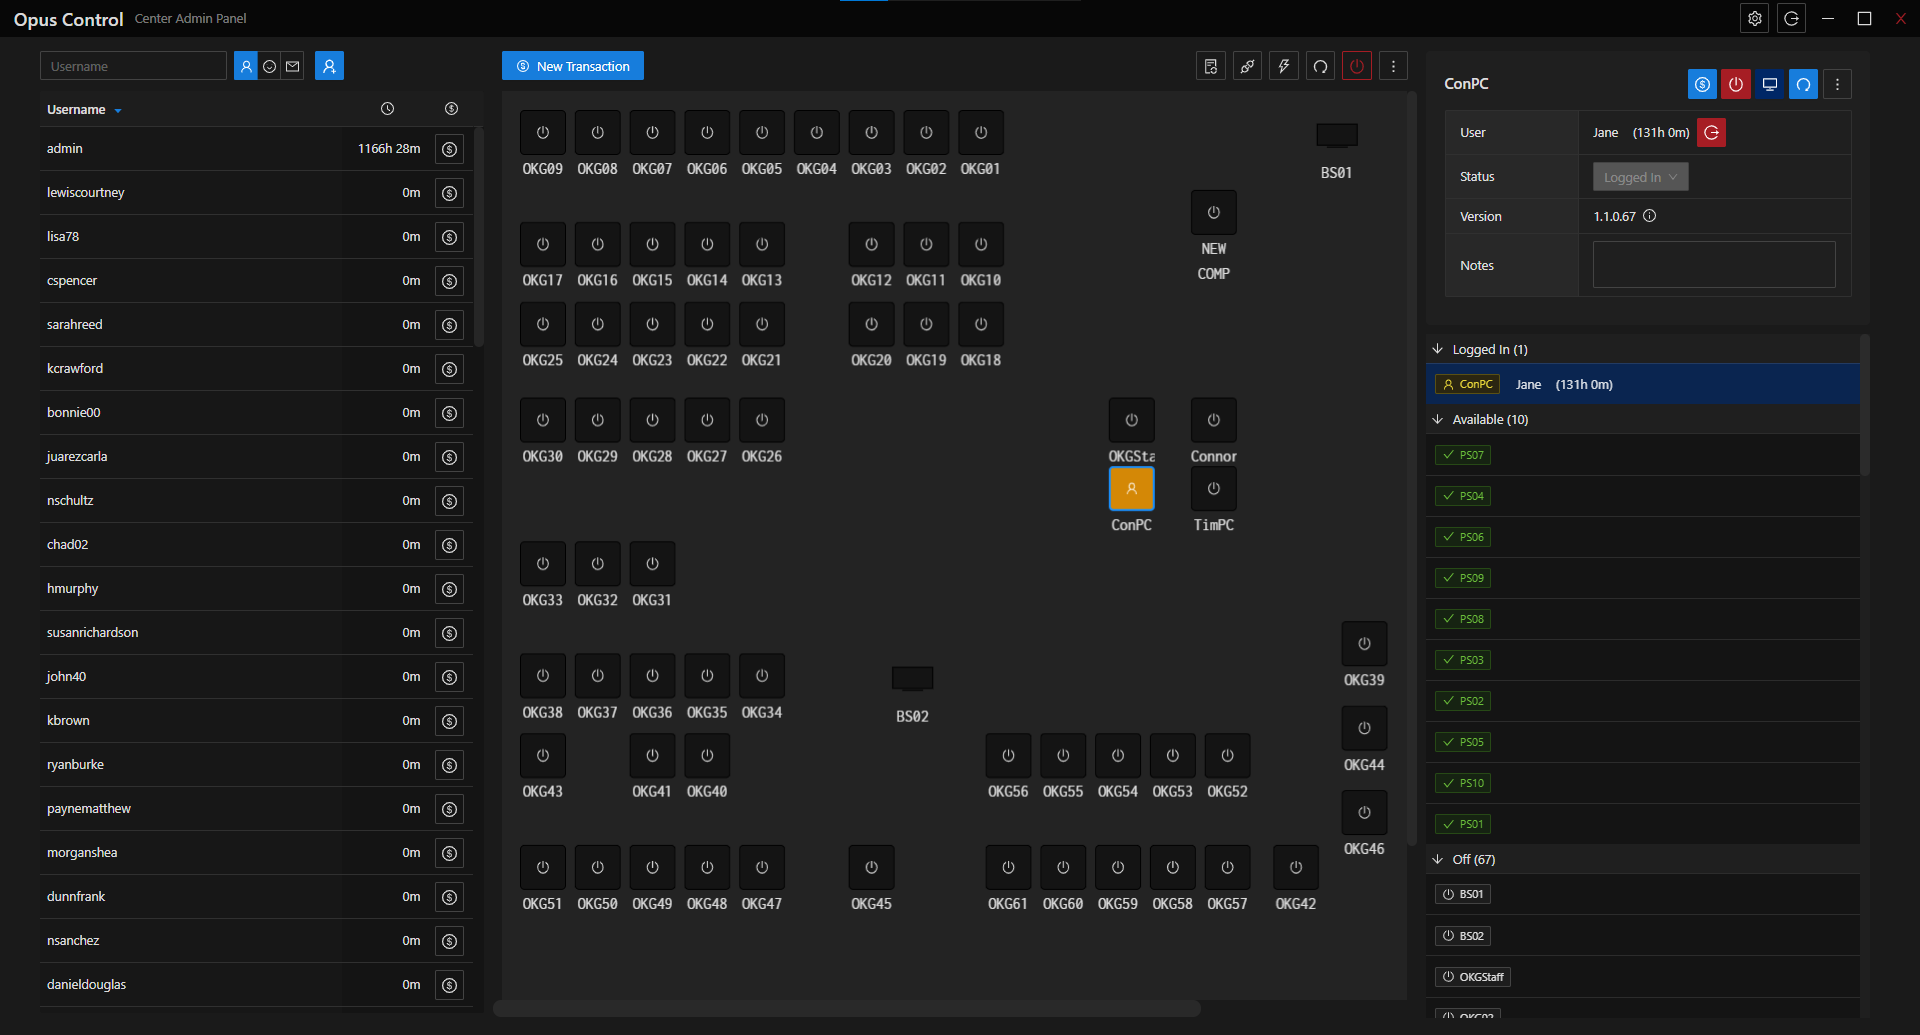 Opus Control Center Admin Panel
Username
Username
admin 1166h 28m
lewiscourtney 0m
lisa78 0m
cspencer 0m
sarahreed 0m
kcrawford 0m
bonnie00 0m
juarezcarla 0m
nschultz 0m
chad02 0m
hmurphy 0m
susanrichardson 0m
john40 0m
kbrown 0m
ryanburke 0m
paynematthew 0m
morganshea 0m
dunnfrank 0m
nsanchez 0m
danieldouglas 0m
New Transaction
OKG09 OKG08 OKG07 OKG06 OKG05 OKG04 OKG03 OKG02 OKG01
BS01
NEW
COMP
OKG17 OKG16 OKG15 OKG14 OKG13 OKG12 OKG11 OKG10
OKG25 OKG24 OKG23 OKG22 OKG21 OKG20 OKG19 OKG18
OKG30 OKG29 OKG28 OKG27 OKG26 OKGSta Connor
ConPC TimPC
OKG33 OKG32 OKG31
OKG39
OKG38 OKG37 OKG36 OKG35 OKG34 BS02
OKG44
OKG43 OKG41 OKG40 OKG56 OKG55 OKG54 OKG53 OKG52
OKG46
OKG51 OKG50 OKG49 OKG48 OKG47 OKG45 OKG61 OKG60 OKG59 OKG58 OKG57 OKG42
ConPC
User Jane (131h 0m)
Status Logged In
Version 1.1.0.67
Notes
Logged In (1)
ConPC Jane (131h 0m)
Available (10)
PS07
PS04
PS06
PS09
PS08
PS03
PS02
PS05
PS10
PS01
Off (67)
BS01
BS02
OKGStaff